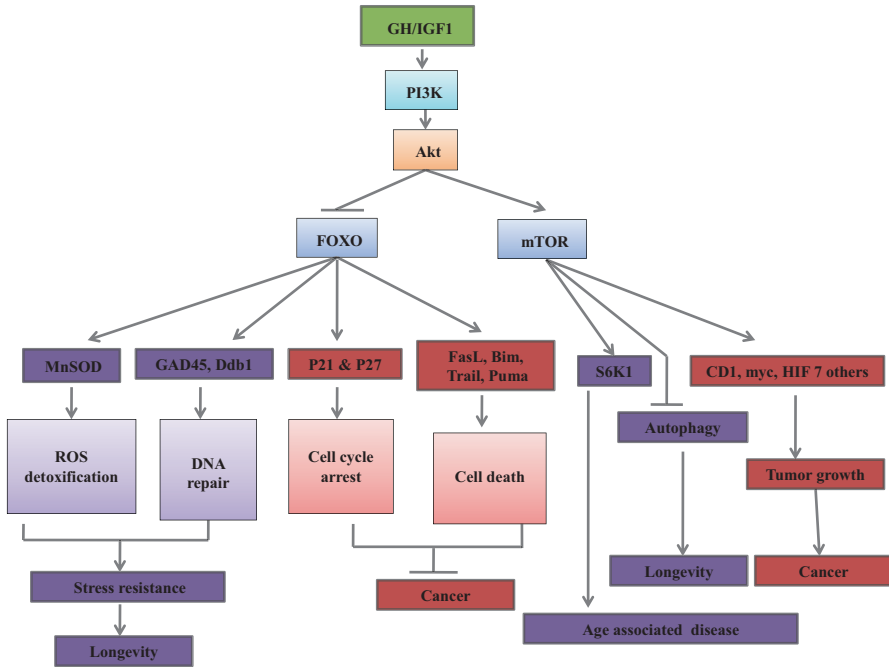 GH/IGF1
PI3K
Akt
FOXO
mTOR
MnSOD
GAD45, Ddb1
P21 & P27
FasL, Bim,
Trail, Puma
S6K1
CD1, myc, HIF 7 others
Autophagy
ROS
detoxification
DNA
repair
Cell cycle
arrest
Cell death
Tumor growth
Stress resistance
Cancer
Longevity
Cancer
Age associated disease
Longevity